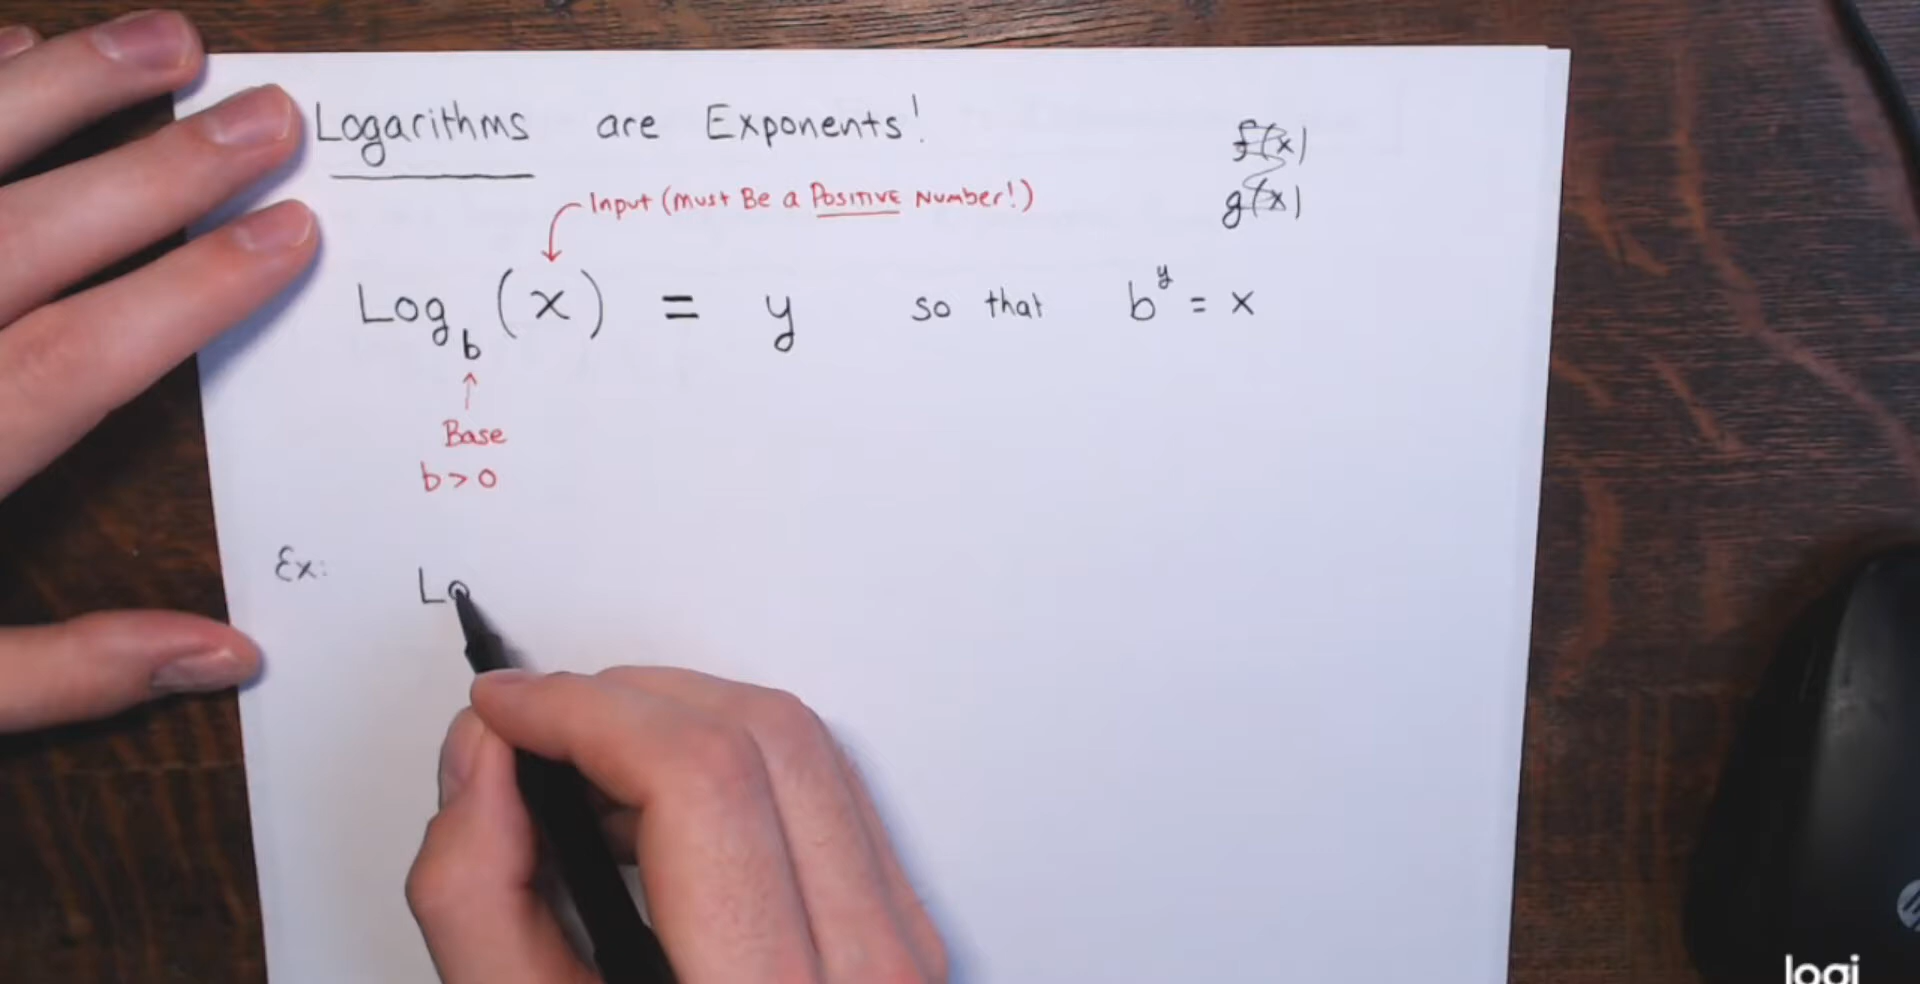 Logarithms are Exponents!
f(x)
g(x)
Input (Must Be a POSITIVE Number!)
Log_b (x) = y so that b^y = x
↑
Base
b > 0
Ex: Lo
logi